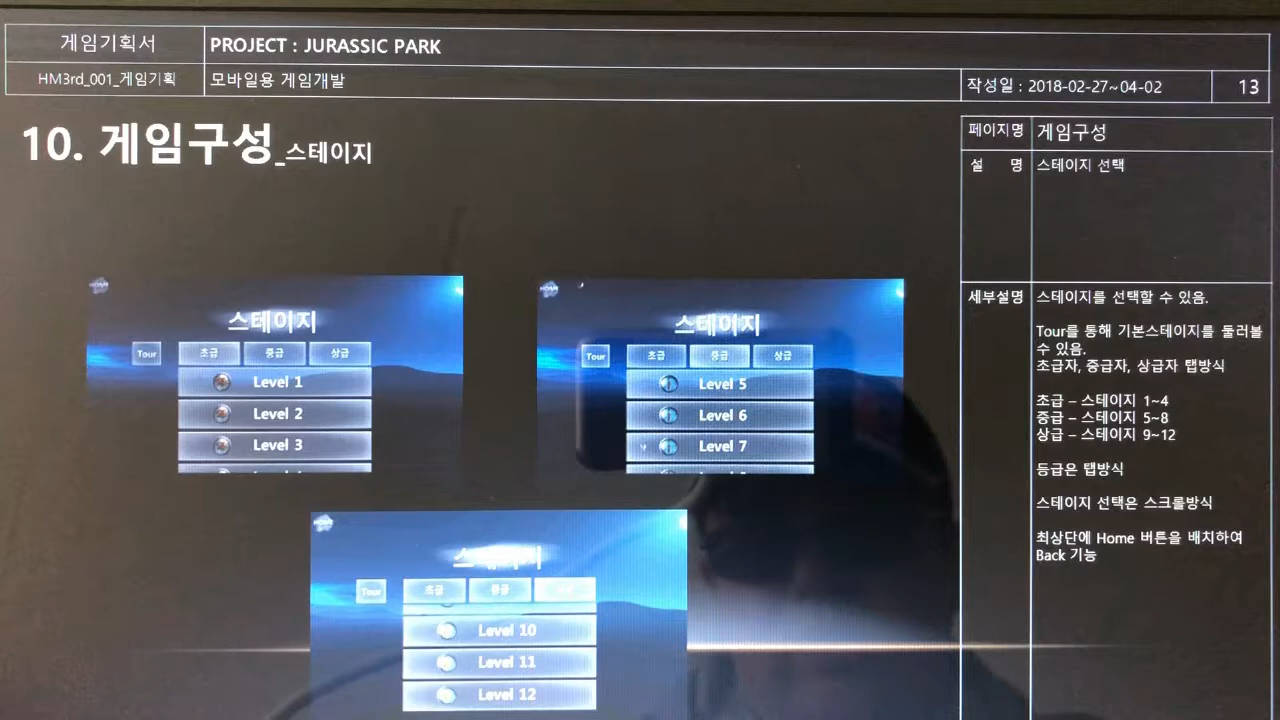 게임기획서
PROJECT : JURASSIC PARK
HM3rd_001_게임기획
모바일용 게임개발
작성일 : 2018-02-27~04-02
13
10. 게임구성_스테이지
페이지명
게임구성
설 명
스테이지 선택
세부설명
스테이지를 선택할 수 있음.
Tour를 통해 기본스테이지를 둘러볼
수 있음.
초급자, 중급자, 상급자 탭방식
초급 – 스테이지 1~4
중급 – 스테이지 5~8
상급 – 스테이지 9~12
등급은 탭방식
스테이지 선택은 스크롤방식
최상단에 Home 버튼을 배치하여
Back 기능
HOME
스테이지
Tour
초급
중급
상급
Level 1
Level 2
Level 3
HOME
스테이지
Tour
초급
중급
상급
Level 5
Level 6
Level 7
HOME
스테이지
Tour
초급
중급
Level 10
Level 11
Level 12